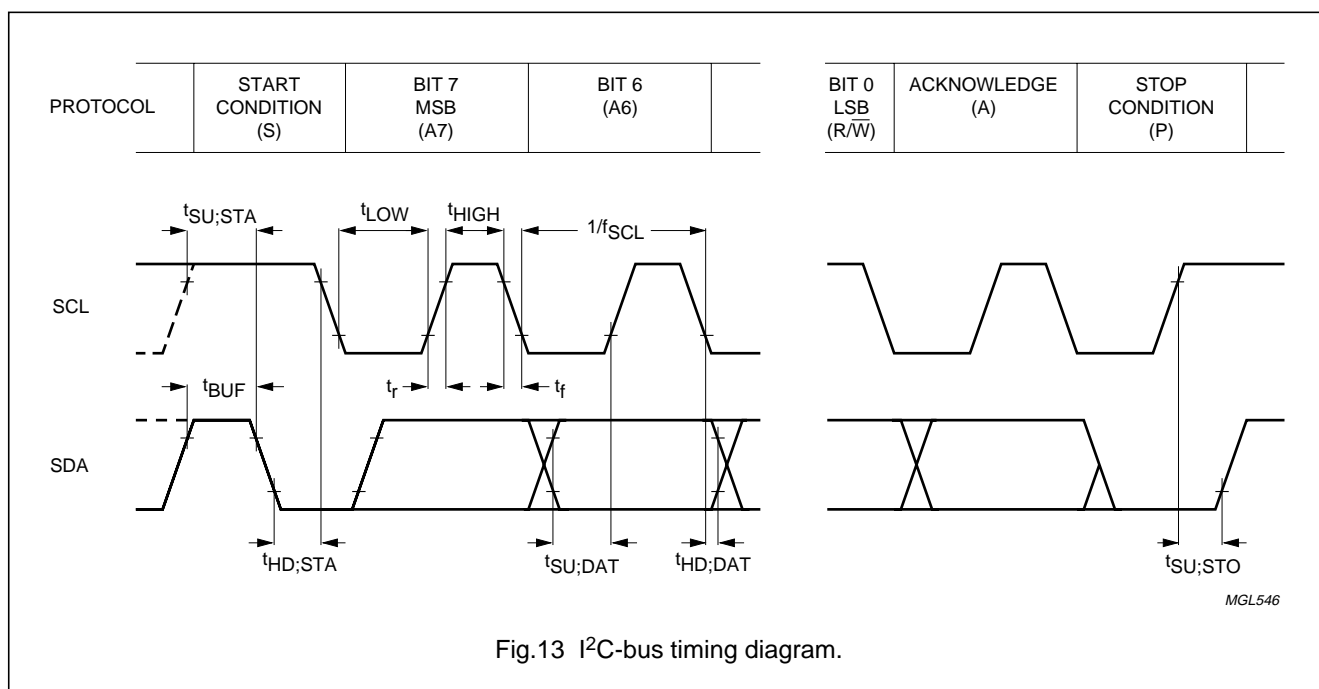 PROTOCOL
START
CONDITION
(S)
BIT 7
MSB
(A7)
BIT 6
(A6)
BIT 0
LSB
(R/W̅)
ACKNOWLEDGE
(A)
STOP
CONDITION
(P)
tSU;STA
tLOW
tHIGH
1/fSCL
SCL
tBUF
tr
tf
SDA
tHD;STA
tSU;DAT
tHD;DAT
tSU;STO
MGL546
Fig.13 I²C-bus timing diagram.